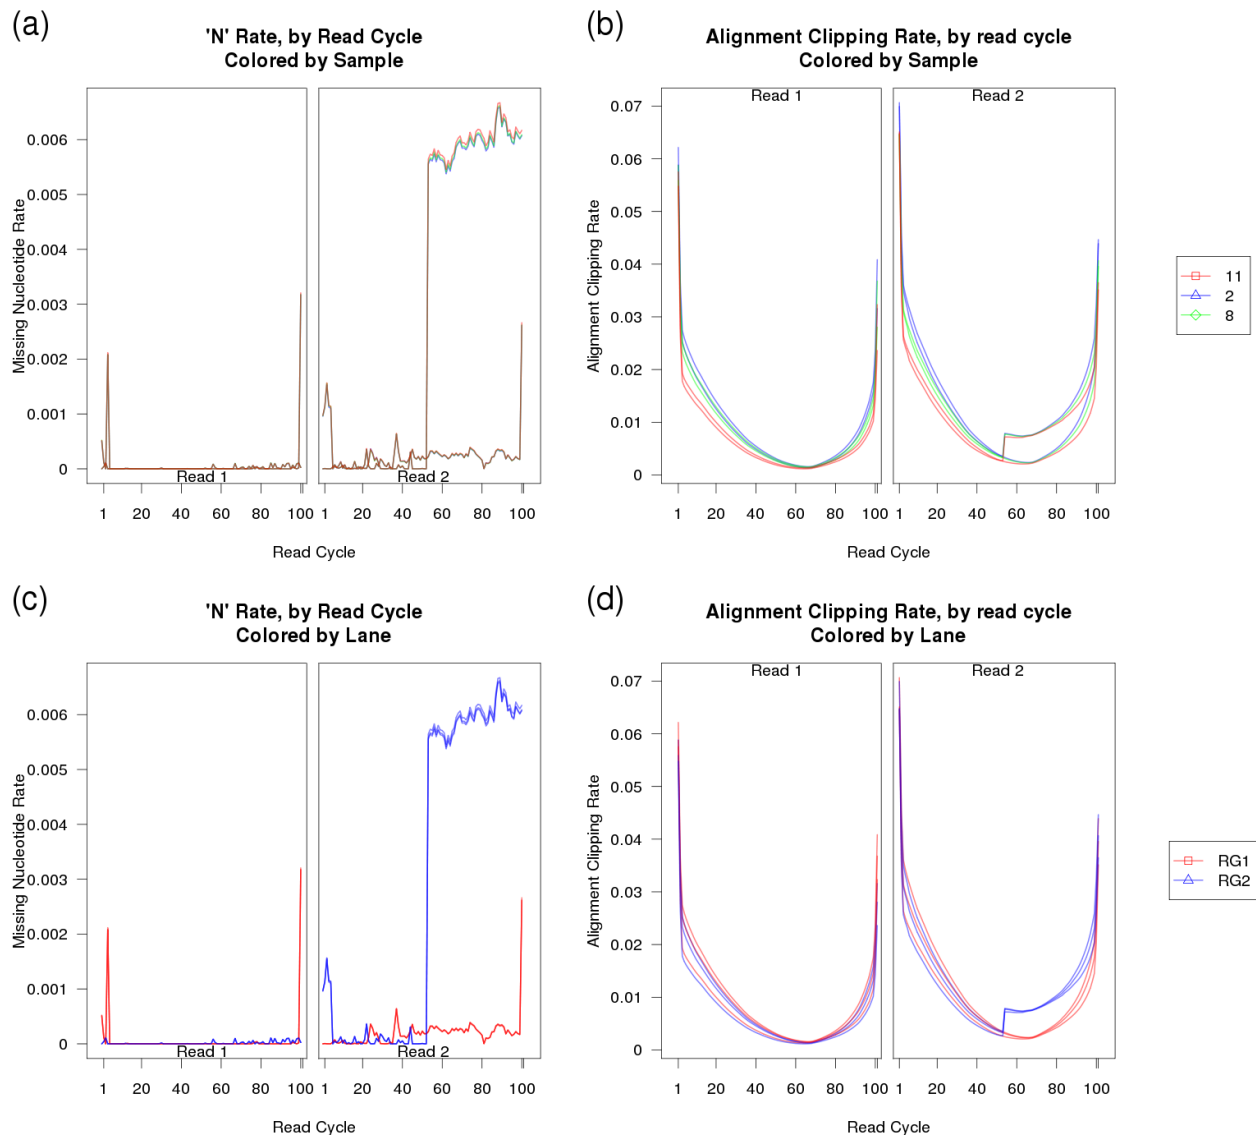 (a)
'N' Rate, by Read Cycle
Colored by Sample
Missing Nucleotide Rate
0.006
0.005
0.004
0.003
0.002
0.001
0
Read 1
Read 2
1 20 40 60 80 100 1 20 40 60 80 100
Read Cycle
(b)
Alignment Clipping Rate, by read cycle
Colored by Sample
Read 1
Read 2
Alignment Clipping Rate
0.07
0.06
0.05
0.04
0.03
0.02
0.01
0
1 20 40 60 80 100 1 20 40 60 80 100
Read Cycle
11
2
8
(c)
'N' Rate, by Read Cycle
Colored by Lane
Missing Nucleotide Rate
0.006
0.005
0.004
0.003
0.002
0.001
0
Read 1
Read 2
1 20 40 60 80 100 1 20 40 60 80 100
Read Cycle
(d)
Alignment Clipping Rate, by read cycle
Colored by Lane
Read 1
Read 2
Alignment Clipping Rate
0.07
0.06
0.05
0.04
0.03
0.02
0.01
0
1 20 40 60 80 100 1 20 40 60 80 100
Read Cycle
RG1
RG2